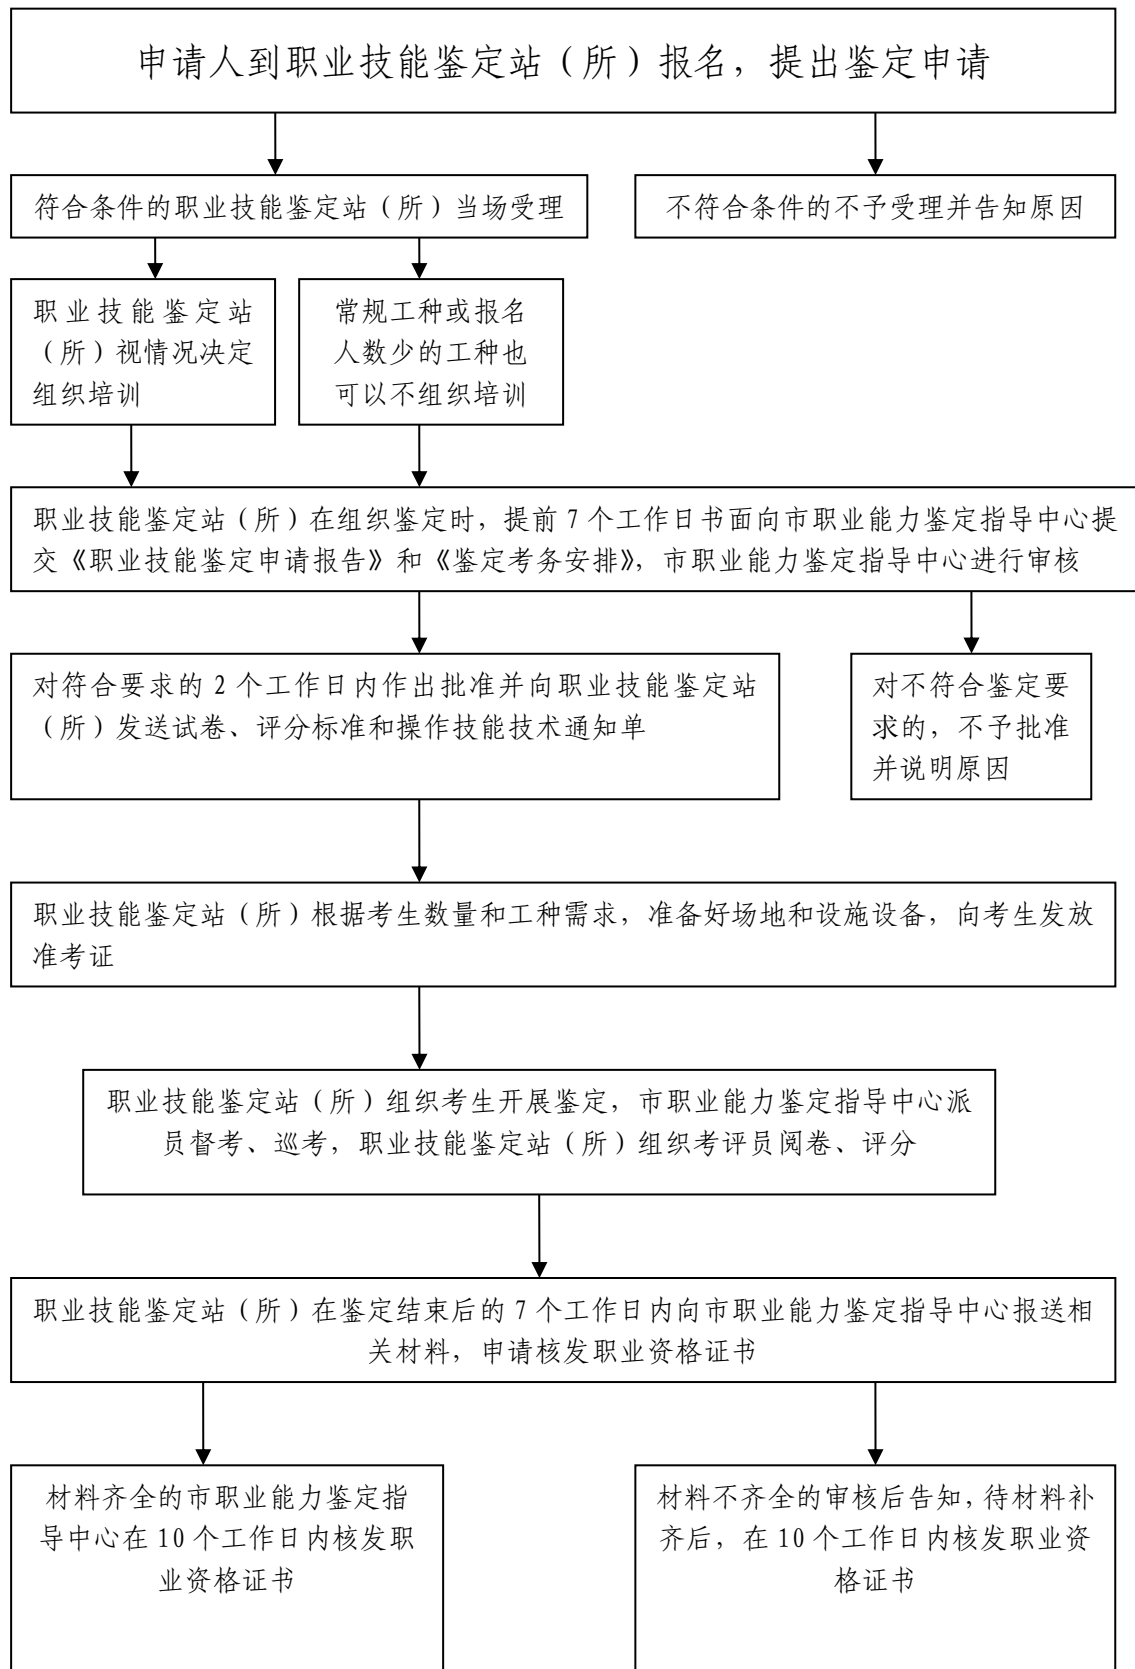 申请人到职业技能鉴定站（所）报名，提出鉴定申请
符合条件的职业技能鉴定站（所）当场受理
不符合条件的不予受理并告知原因
职业技能鉴定站
（所）视情况决定
组织培训
常规工种或报名
人数少的工种也
可以不组织培训
职业技能鉴定站（所）在组织鉴定时，提前 7 个工作日书面向市职业能力鉴定指导中心提
交《职业技能鉴定申请报告》和《鉴定考务安排》，市职业能力鉴定指导中心进行审核
对符合要求的 2 个工作日内作出批准并向职业技能鉴定站
（所）发送试卷、评分标准和操作技能技术通知单
对不符合鉴定要
求的，不予批准
并说明原因
职业技能鉴定站（所）根据考生数量和工种需求，准备好场地和设施设备，向考生发放
准考证
职业技能鉴定站（所）组织考生开展鉴定，市职业能力鉴定指导中心派
员督考、巡考，职业技能鉴定站（所）组织考评员阅卷、评分
职业技能鉴定站（所）在鉴定结束后的 7 个工作日内向市职业能力鉴定指导中心报送相
关材料，申请核发职业资格证书
材料齐全的市职业能力鉴定指
导中心在 10 个工作日内核发职
业资格证书
材料不齐全的审核后告知，待材料补
齐后，在 10 个工作日内核发职业资
格证书